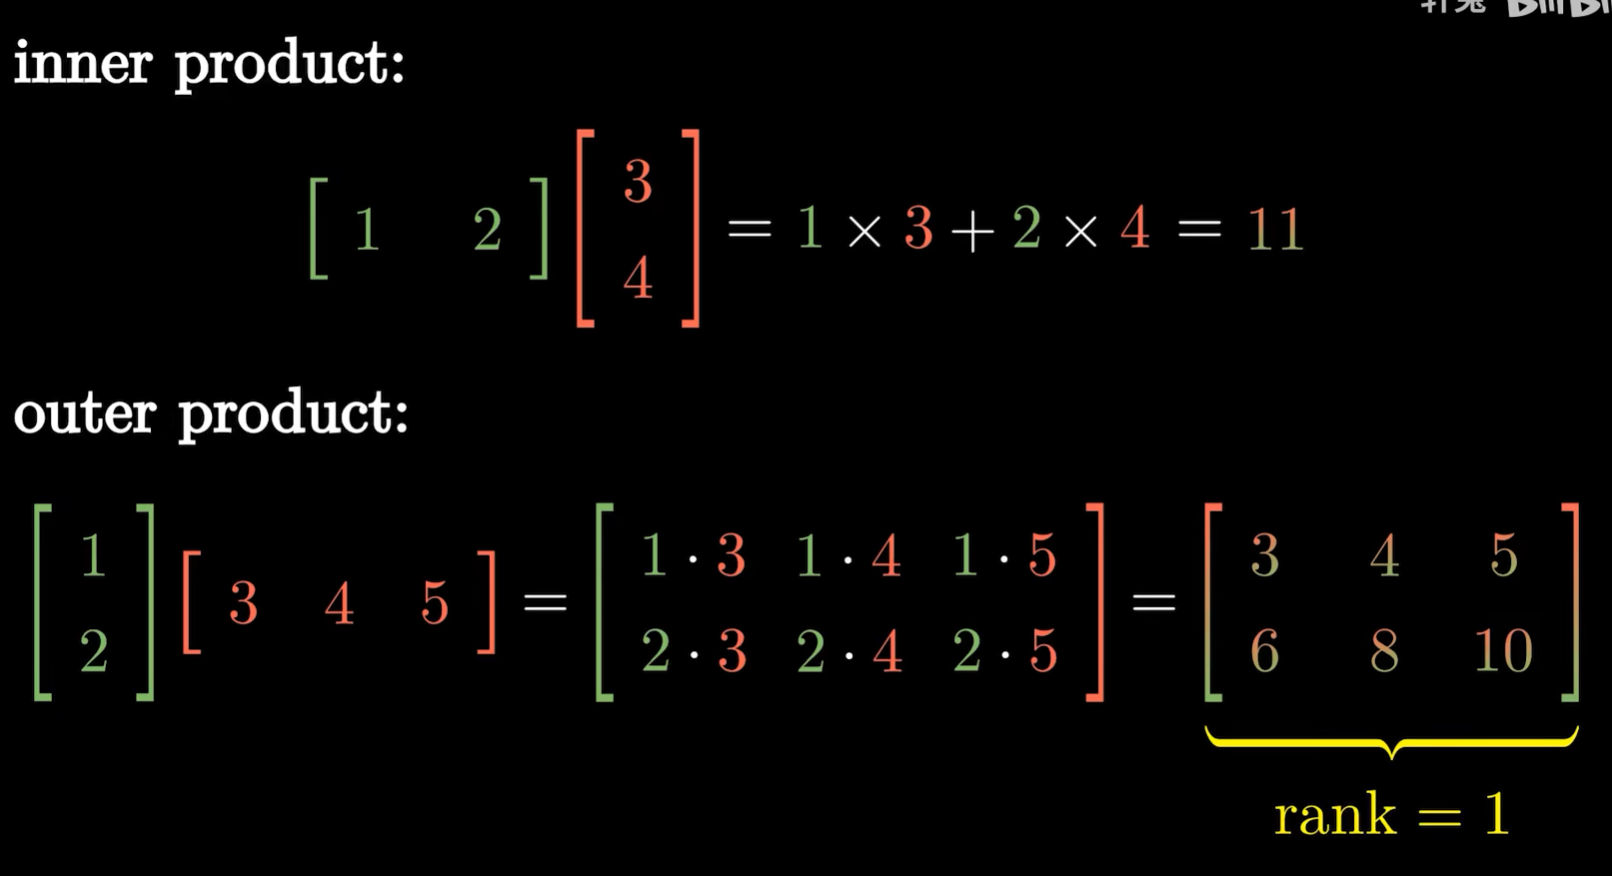 inner product:
[ 1 2 ] [ 3 4 ] = 1 × 3 + 2 × 4 = 11
outer product:
[ 1 2 ] [ 3 4 5 ] = [ 1 · 3 1 · 4 1 · 5
2 · 3 2 · 4 2 · 5 ] = [ 3 4 5
6 8 10 ]
rank = 1